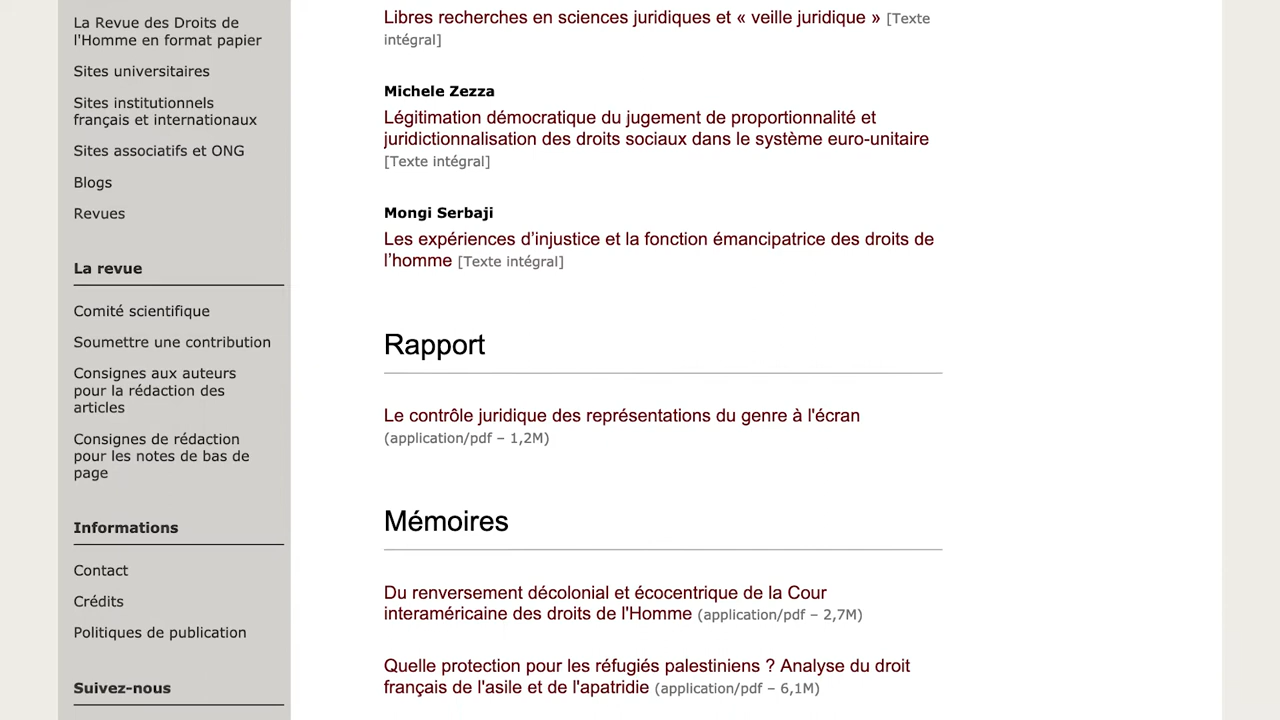 La Revue des Droits de
l'Homme en format papier
Sites universitaires
Sites institutionnels
français et internationaux
Sites associatifs et ONG
Blogs
Revues
La revue
Comité scientifique
Soumettre une contribution
Consignes aux auteurs
pour la rédaction des
articles
Consignes de rédaction
pour les notes de bas de
page
Informations
Contact
Crédits
Politiques de publication
Suivez-nous
Libres recherches en sciences juridiques et « veille juridique » [Texte
intégral]
Michele Zezza
Légitimation démocratique du jugement de proportionnalité et
juridictionnalisation des droits sociaux dans le système euro-unitaire
[Texte intégral]
Mongi Serbaji
Les expériences d’injustice et la fonction émancipatrice des droits de
l’homme [Texte intégral]
Rapport
Le contrôle juridique des représentations du genre à l'écran
(application/pdf – 1,2M)
Mémoires
Du renversement décolonial et écocentrique de la Cour
interaméricaine des droits de l'Homme (application/pdf – 2,7M)
Quelle protection pour les réfugiés palestiniens ? Analyse du droit
français de l'asile et de l'apatridie (application/pdf – 6,1M)